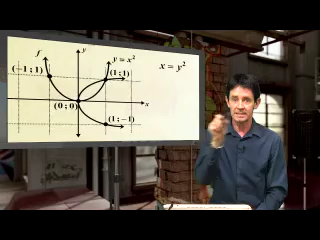 f
y
y = x²
x = y²
(−1 ; 1)
(1 ; 1)
x
(0 ; 0)
(1 ; −1)